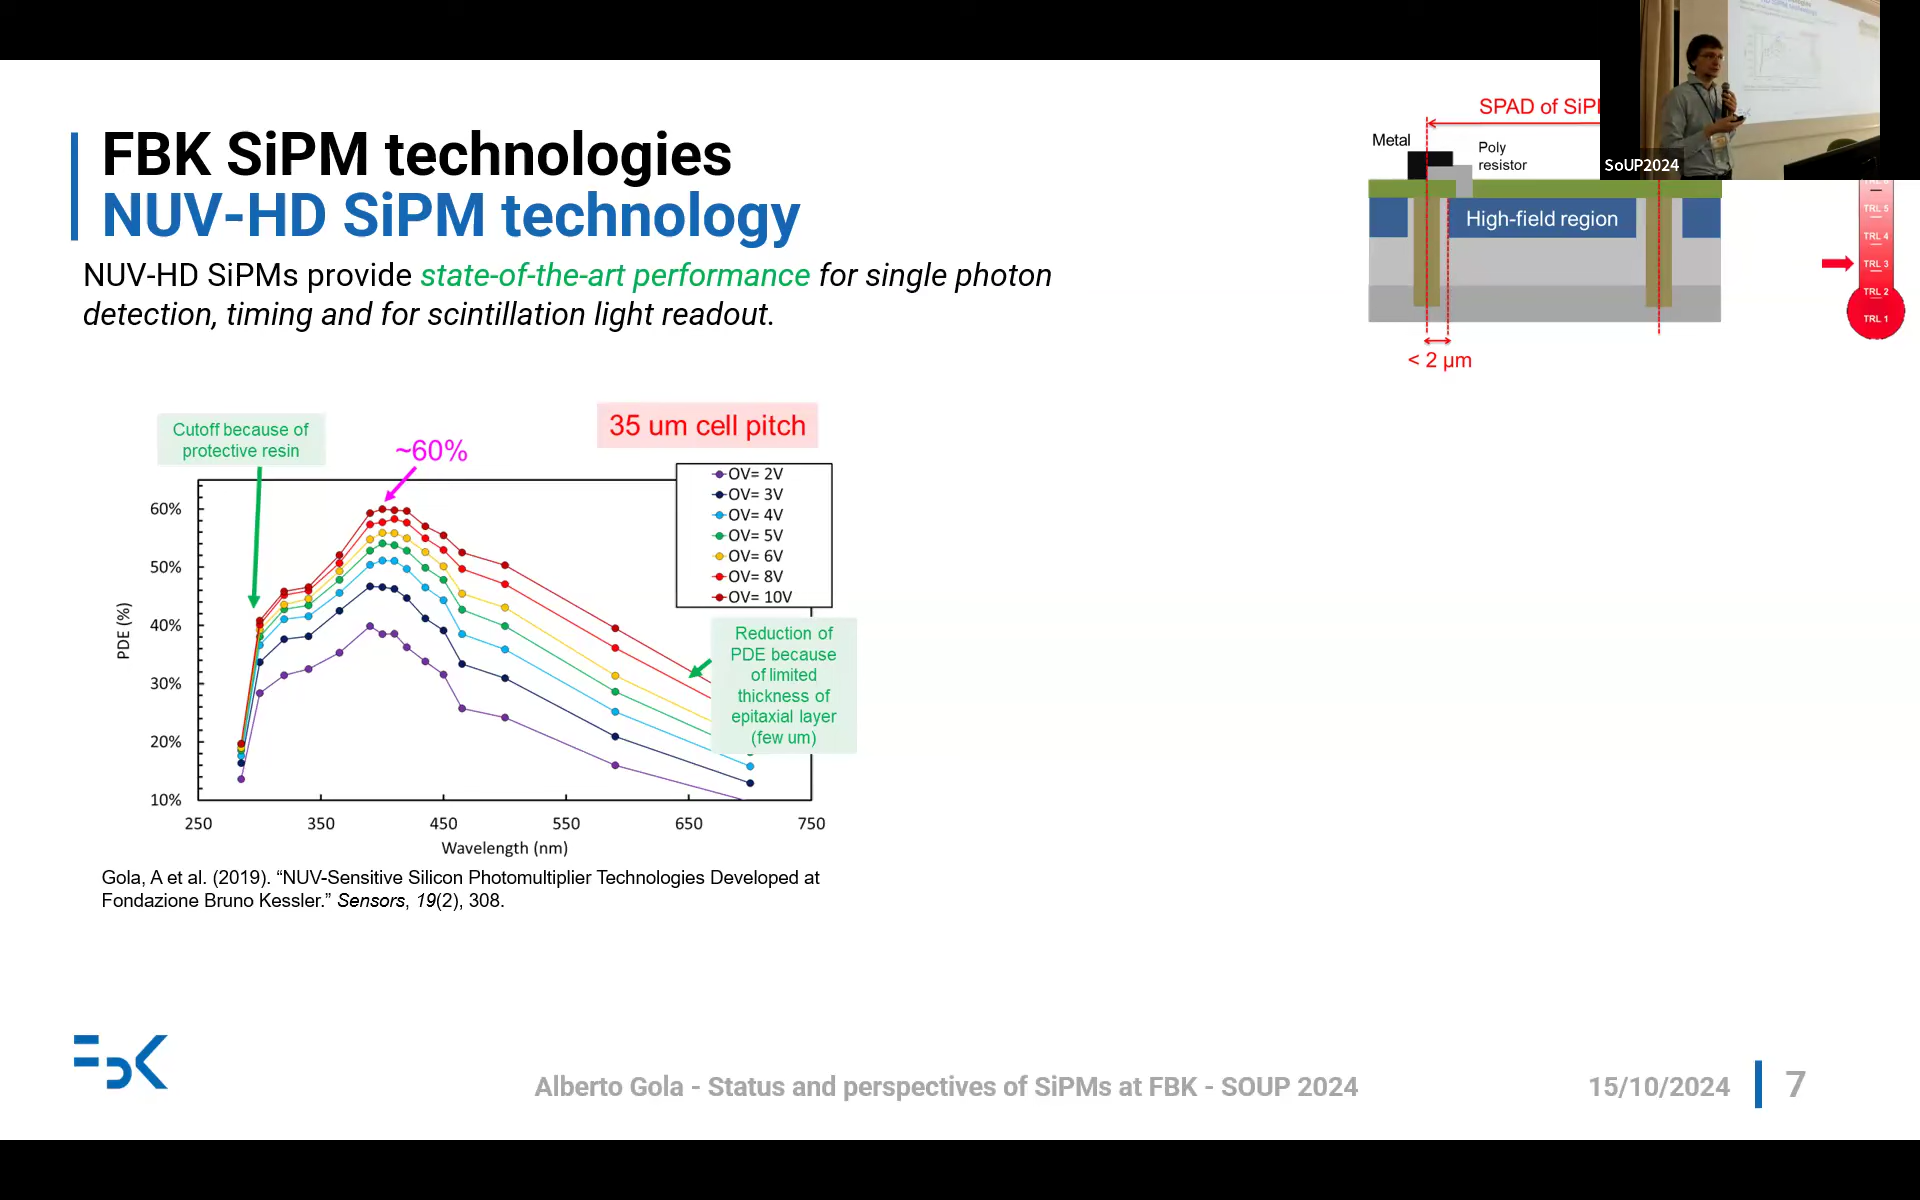 FBK SiPM technologies
NUV-HD SiPM technology
NUV-HD SiPMs provide state-of-the-art performance for single photon
detection, timing and for scintillation light readout.
SPAD of SiP
Metal
Poly
resistor
High-field region
< 2 µm
SoUP2024
TRL 5
TRL 4
TRL 3
TRL 2
TRL 1
Cutoff because of
protective resin
~60%
35 um cell pitch
OV= 2V
OV= 3V
OV= 4V
OV= 5V
OV= 6V
OV= 8V
OV= 10V
Reduction of
PDE because
of limited
thickness of
epitaxial layer
(few um)
PDE (%)
60%
50%
40%
30%
20%
10%
250 350 450 550 650 750
Wavelength (nm)
Gola, A et al. (2019). “NUV-Sensitive Silicon Photomultiplier Technologies Developed at
Fondazione Bruno Kessler.” Sensors, 19(2), 308.
FBK
Alberto Gola - Status and perspectives of SiPMs at FBK - SOUP 2024
15/10/2024
7